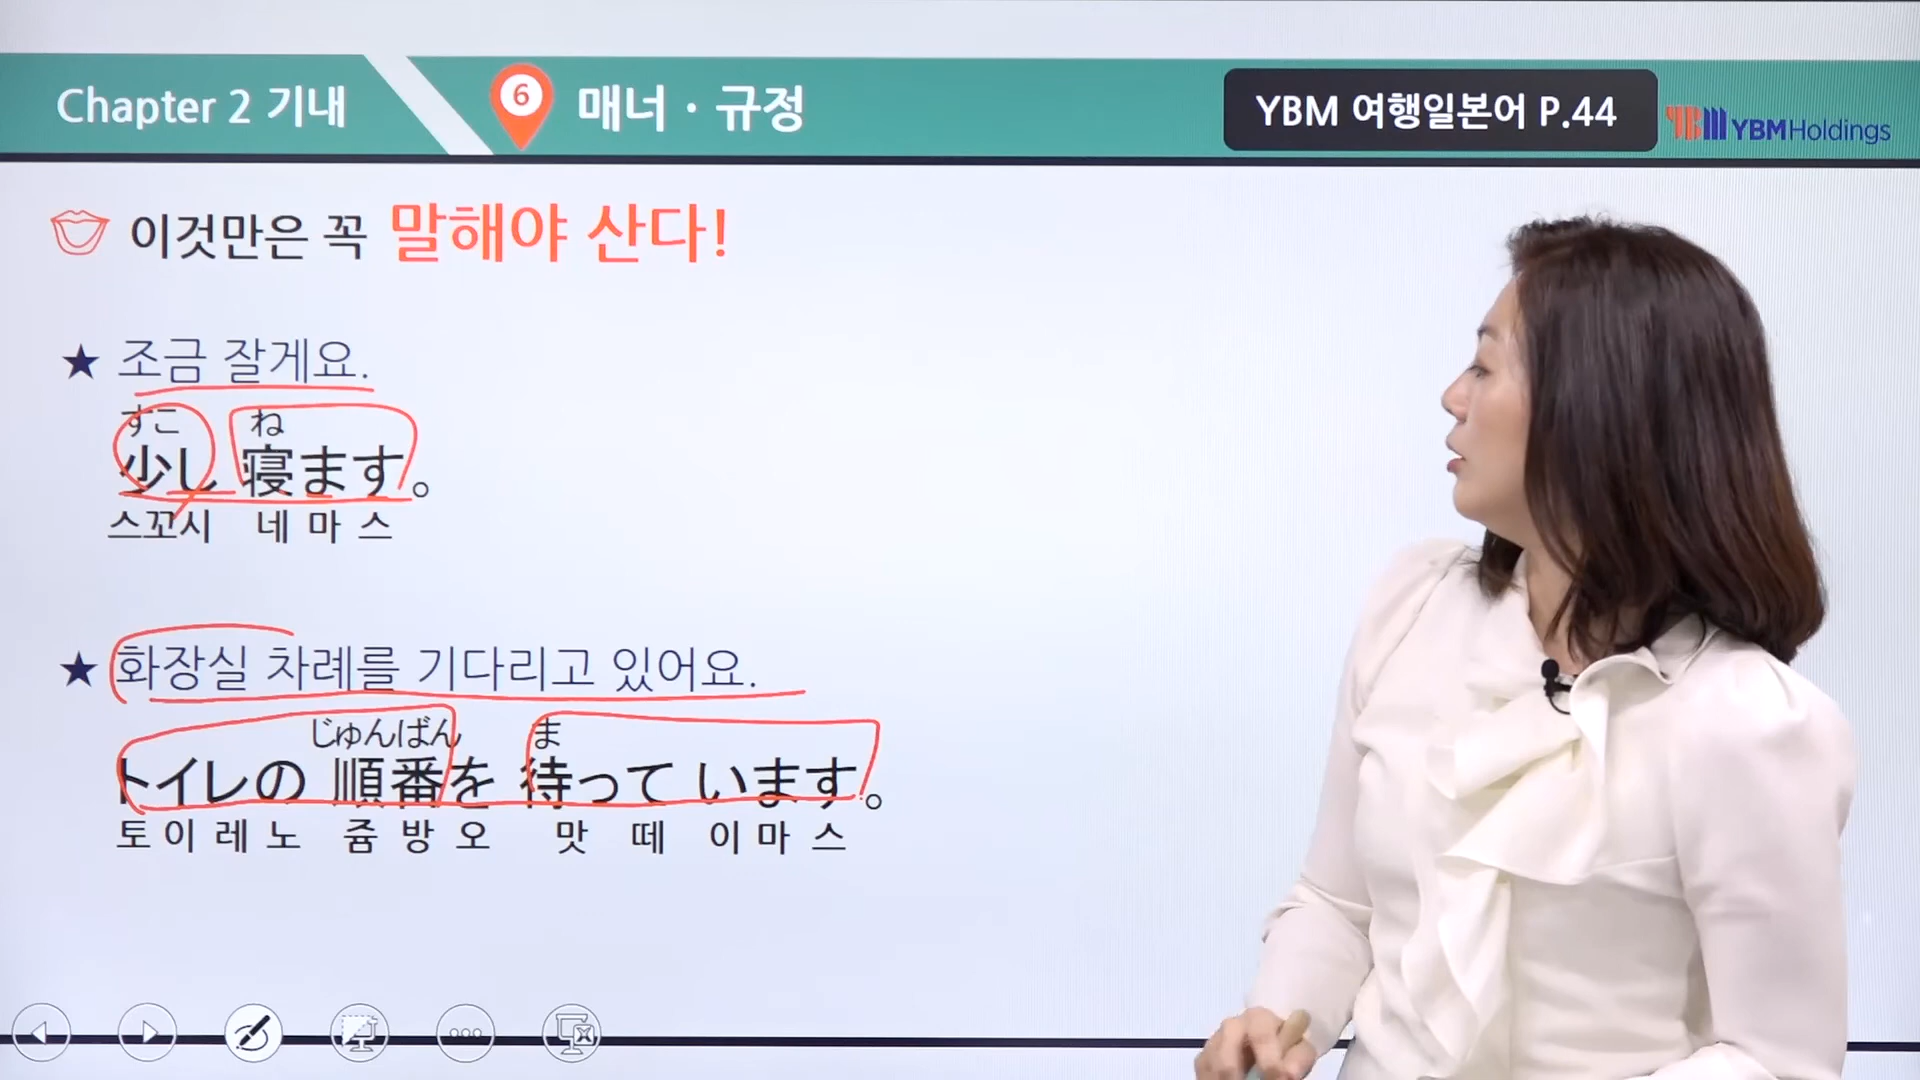 Chapter 2 기내
6 매너 · 규정
YBM 여행일본어 P.44
YBM YBMHoldings
이것만은 꼭 말해야 산다!
★ 조금 잘게요.
すこ ね
少し 寝ます。
스꼬시 네마스
★ 화장실 차례를 기다리고 있어요.
じゅんばん ま
トイレの 順番を 待って います。
토이레노 쥼방오 맛떼 이마스